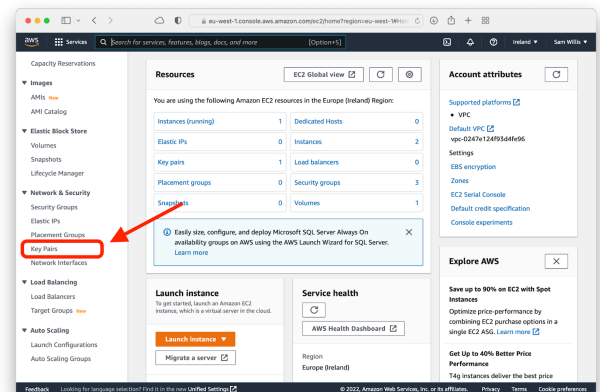 eu-west-1.console.aws.amazon.com/ec2/home?region=eu-west-1#Hom
aws
Services
Search for services, features, blogs, docs, and more
[Option+S]
Ireland ▼
Sam Willis ▼
Capacity Reservations
▼ Images
AMIs New
AMI Catalog
▼ Elastic Block Store
Volumes
Snapshots
Lifecycle Manager
▼ Network & Security
Security Groups
Elastic IPs
Placement Groups
Key Pairs
Network Interfaces
▼ Load Balancing
Load Balancers
Target Groups New
▼ Auto Scaling
Launch Configurations
Auto Scaling Groups
Resources
EC2 Global view
You are using the following Amazon EC2 resources in the Europe (Ireland) Region:
Instances (running) 1
Dedicated Hosts 0
Elastic IPs 0
Instances 2
Key pairs 1
Load balancers 0
Placement groups 0
Security groups 3
Snapshots 0
Volumes 1
Easily size, configure, and deploy Microsoft SQL Server Always On
availability groups on AWS using the AWS Launch Wizard for SQL Server.
Learn more
Launch instance
To get started, launch an Amazon EC2
instance, which is a virtual server in the cloud.
Launch instance ▼
Migrate a server
Service health
AWS Health Dashboard
Region
Europe (Ireland)
Account attributes
Supported platforms
• VPC
Default VPC
vpc-0247e124f93d4fe96
Settings
EBS encryption
Zones
EC2 Serial Console
Default credit specification
Console experiments
Explore AWS
Save up to 90% on EC2 with Spot
Instances
Optimize price-performance by
combining EC2 purchase options in a
single EC2 ASG. Learn more
Get Up to 40% Better Price
Performance
T4g instances deliver the best price
Feedback
Looking for language selection? Find it in the new Unified Settings
© 2022, Amazon Web Services, Inc. or its affiliates.
Privacy
Terms
Cookie preferences